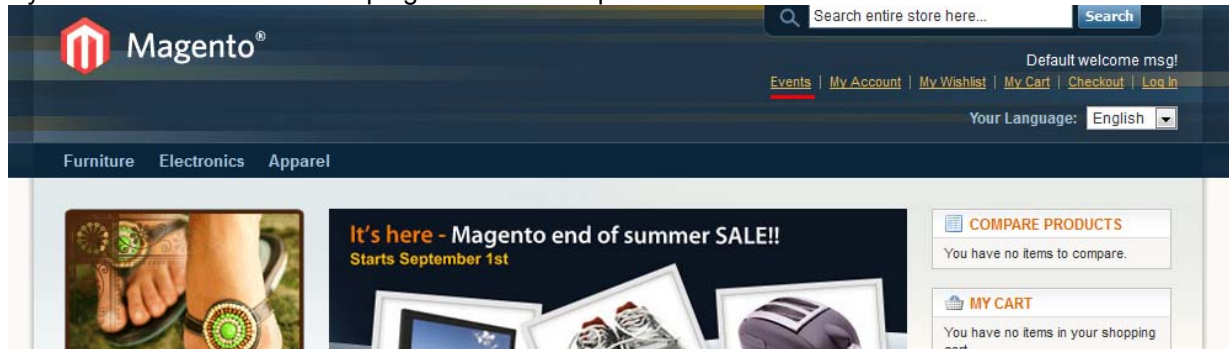 Search entire store here... Search
Magento®
Default welcome msg!
Events | My Account | My Wishlist | My Cart | Checkout | Log In
Your Language: English
Furniture Electronics Apparel
It's here - Magento end of summer SALE!!
Starts September 1st
COMPARE PRODUCTS
You have no items to compare.
MY CART
You have no items in your shopping